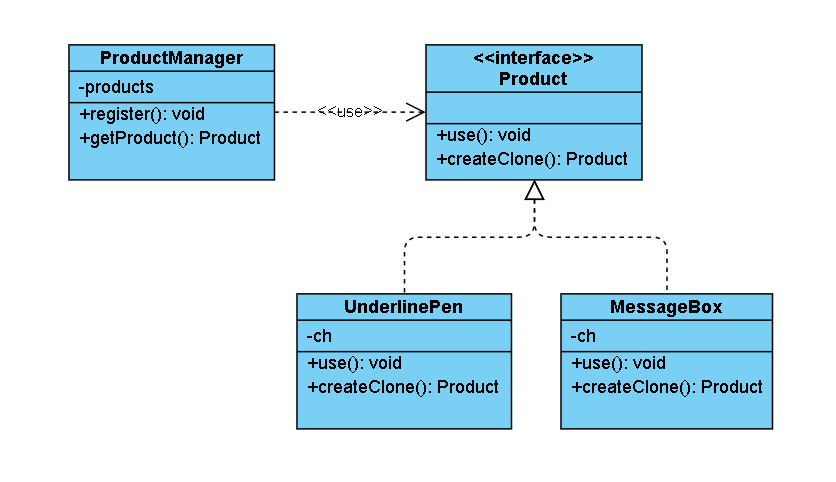 ProductManager
-products
+register(): void
+getProduct(): Product
<<use>>
<<interface>>
Product
+use(): void
+createClone(): Product
UnderlinePen
-ch
+use(): void
+createClone(): Product
MessageBox
-ch
+use(): void
+createClone(): Product